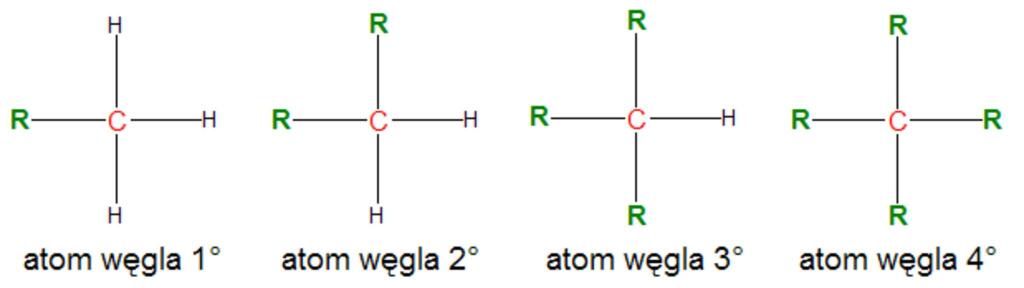 H R R R
R C H R C H R C H R C R
H H R R
atom węgla 1° atom węgla 2° atom węgla 3° atom węgla 4°